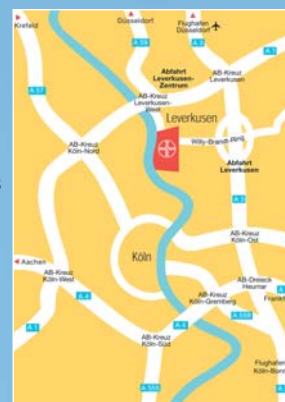 Krefeld
Düsseldorf
Flughafen
Düsseldorf
A 59
A 3
A 1
AB-Kreuz
Leverkusen
Abfahrt
Leverkusen-
Zentrum
A 57
AB-Kreuz
Leverkusen-
West
Leverkusen
Willy-Brandt-Ring
AB-Kreuz
Köln-Nord
Abfahrt
Leverkusen
A 3
AB-Kreuz
Köln-Ost
Köln
Aachen
AB-Kreuz
Köln-West
A 4
AB-Dreieck
Heumar
AB-Kreuz
Köln-Gremberg
Frankf
A 1
A 4
A 559
AB-Kreuz
Köln-Süd
Flughafen
Köln-Bonn
A 555